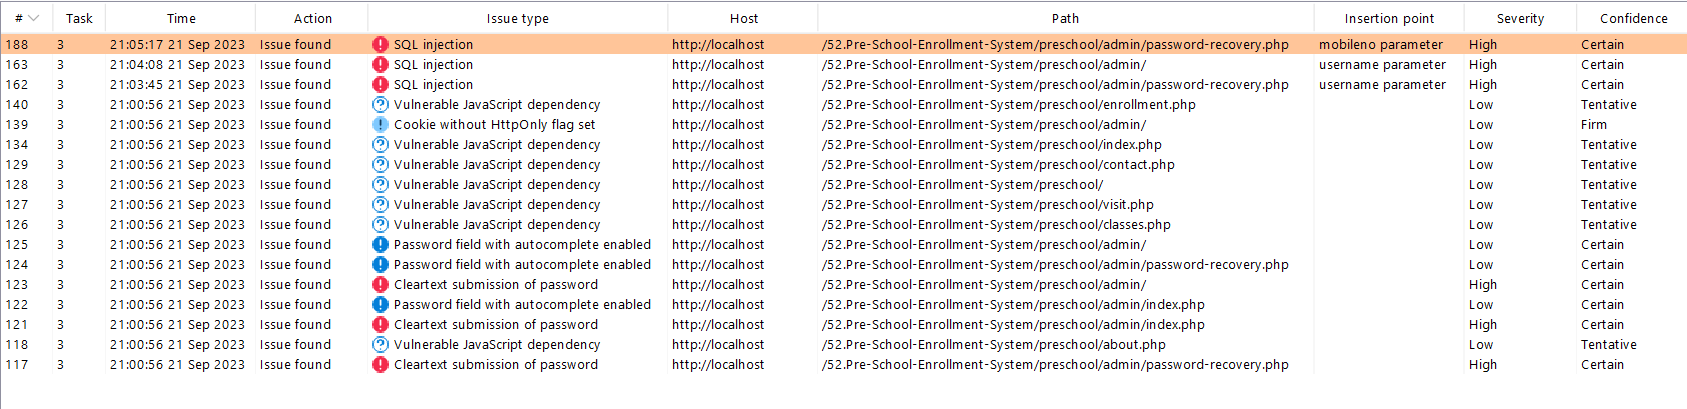 # Task Time Action Issue type Host Path Insertion point Severity Confidence
188 3 21:05:17 21 Sep 2023 Issue found SQL injection http://localhost /52.Pre-School-Enrollment-System/preschool/admin/password-recovery.php mobileno parameter High Certain
163 3 21:04:08 21 Sep 2023 Issue found SQL injection http://localhost /52.Pre-School-Enrollment-System/preschool/admin/ username parameter High Certain
162 3 21:03:45 21 Sep 2023 Issue found SQL injection http://localhost /52.Pre-School-Enrollment-System/preschool/admin/password-recovery.php username parameter High Certain
140 3 21:00:56 21 Sep 2023 Issue found Vulnerable JavaScript dependency http://localhost /52.Pre-School-Enrollment-System/preschool/enrollment.php Low Tentative
139 3 21:00:56 21 Sep 2023 Issue found Cookie without HttpOnly flag set http://localhost /52.Pre-School-Enrollment-System/preschool/admin/ Low Firm
134 3 21:00:56 21 Sep 2023 Issue found Vulnerable JavaScript dependency http://localhost /52.Pre-School-Enrollment-System/preschool/index.php Low Tentative
129 3 21:00:56 21 Sep 2023 Issue found Vulnerable JavaScript dependency http://localhost /52.Pre-School-Enrollment-System/preschool/contact.php Low Tentative
128 3 21:00:56 21 Sep 2023 Issue found Vulnerable JavaScript dependency http://localhost /52.Pre-School-Enrollment-System/preschool/ Low Tentative
127 3 21:00:56 21 Sep 2023 Issue found Vulnerable JavaScript dependency http://localhost /52.Pre-School-Enrollment-System/preschool/visit.php Low Tentative
126 3 21:00:56 21 Sep 2023 Issue found Vulnerable JavaScript dependency http://localhost /52.Pre-School-Enrollment-System/preschool/classes.php Low Tentative
125 3 21:00:56 21 Sep 2023 Issue found Password field with autocomplete enabled http://localhost /52.Pre-School-Enrollment-System/preschool/admin/ Low Certain
124 3 21:00:56 21 Sep 2023 Issue found Password field with autocomplete enabled http://localhost /52.Pre-School-Enrollment-System/preschool/admin/password-recovery.php Low Certain
123 3 21:00:56 21 Sep 2023 Issue found Cleartext submission of password http://localhost /52.Pre-School-Enrollment-System/preschool/admin/ High Certain
122 3 21:00:56 21 Sep 2023 Issue found Password field with autocomplete enabled http://localhost /52.Pre-School-Enrollment-System/preschool/admin/index.php Low Certain
121 3 21:00:56 21 Sep 2023 Issue found Cleartext submission of password http://localhost /52.Pre-School-Enrollment-System/preschool/admin/index.php High Certain
118 3 21:00:56 21 Sep 2023 Issue found Vulnerable JavaScript dependency http://localhost /52.Pre-School-Enrollment-System/preschool/about.php Low Tentative
117 3 21:00:56 21 Sep 2023 Issue found Cleartext submission of password http://localhost /52.Pre-School-Enrollment-System/preschool/admin/password-recovery.php High Certain